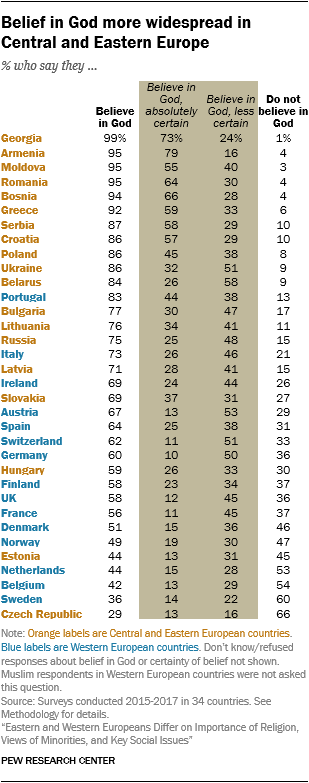 Belief in God more widespread in
Central and Eastern Europe
% who say they ...
Believe in God
Believe in God, absolutely certain
Believe in God, less certain
Do not believe in God
Georgia 99% 73% 24% 1%
Armenia 95 79 16 4
Moldova 95 55 40 3
Romania 95 64 30 4
Bosnia 94 66 28 4
Greece 92 59 33 6
Serbia 87 58 29 10
Croatia 86 57 29 10
Poland 86 45 38 8
Ukraine 86 32 51 9
Belarus 84 26 58 9
Portugal 83 44 38 13
Bulgaria 77 30 47 17
Lithuania 76 34 41 11
Russia 75 25 48 15
Italy 73 26 46 21
Latvia 71 28 41 15
Ireland 69 24 44 26
Slovakia 69 37 31 27
Austria 67 13 53 29
Spain 64 25 38 31
Switzerland 62 11 51 33
Germany 60 10 50 36
Hungary 59 26 33 30
Finland 58 23 34 37
UK 58 12 45 36
France 56 11 45 37
Denmark 51 15 36 46
Norway 49 19 30 47
Estonia 44 13 31 45
Netherlands 44 15 28 53
Belgium 42 13 29 54
Sweden 36 14 22 60
Czech Republic 29 13 16 66
Note: Orange labels are Central and Eastern European countries.
Blue labels are Western European countries. Don't know/refused
responses about belief in God or certainty of belief not shown.
Muslim respondents in Western European countries were not asked
this question.
Source: Surveys conducted 2015-2017 in 34 countries. See
Methodology for details.
"Eastern and Western Europeans Differ on Importance of Religion,
Views of Minorities, and Key Social Issues"
PEW RESEARCH CENTER